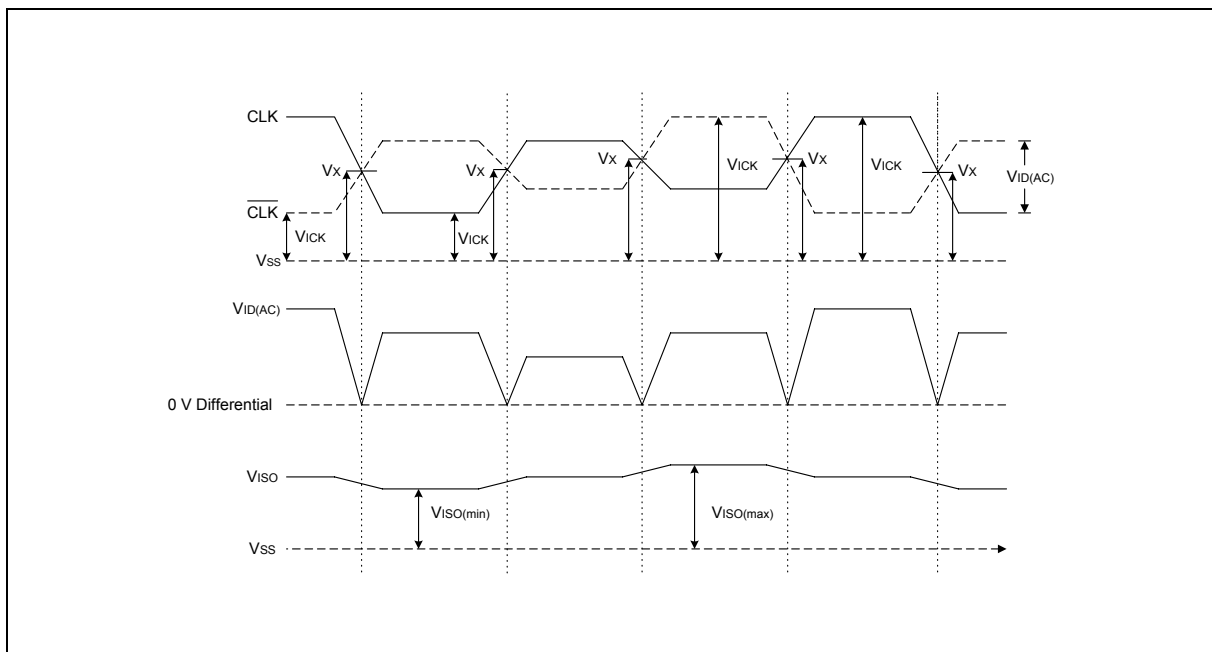 CLK
VX
VX
VX
VICK
VX
VICK
VX
VID(AC)
CLK
VICK
VICK
VSS
VID(AC)
0 V Differential
VISO
VISO(min)
VISO(max)
VSS